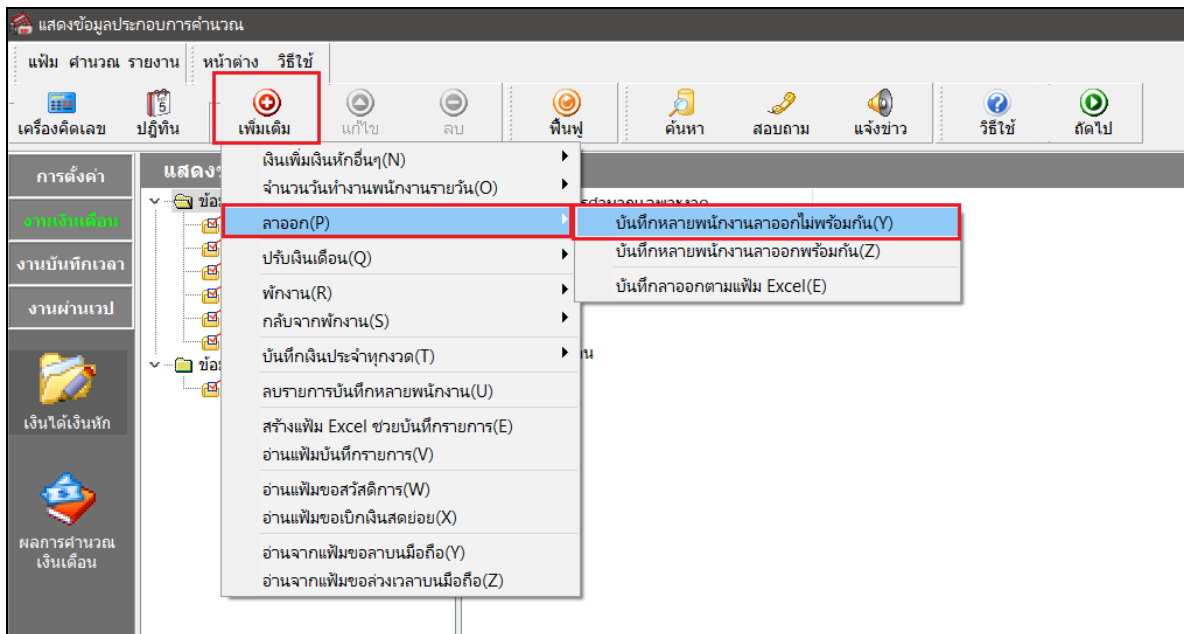 แสดงข้อมูลประกอบการคำนวณ
แฟ้ม คำนวณ รายงาน หน้าต่าง วิธีใช้
เครื่องคิดเลข ปฏิทิน เพิ่มเติม แก้ไข ลบ ฟื้นฟู ค้นหา สอบถาม แจ้งข่าว วิธีใช้ ถัดไป
การตั้งค่า
งานเงินเดือน
งานบันทึกเวลา
งานผ่านเวป
เงินได้เงินหัก
ผลการคำนวณ
เงินเดือน
เงินเพิ่มเงินหักอื่นๆ(N)
จำนวนวันทำงานพนักงานรายวัน(O)
ลาออก(P)
ปรับเงินเดือน(Q)
พักงาน(R)
กลับจากพักงาน(S)
บันทึกเงินประจำทุกงวด(T)
ลบรายการบันทึกหลายพนักงาน(U)
สร้างแฟ้ม Excel ช่วยบันทึกรายการ(E)
อ่านแฟ้มบันทึกรายการ(V)
อ่านแฟ้มขอสวัสดิการ(W)
อ่านแฟ้มขอเบิกเงินสดย่อย(X)
อ่านจากแฟ้มขอลาบนมือถือ(Y)
อ่านจากแฟ้มขอล่วงเวลาบนมือถือ(Z)
บันทึกหลายพนักงานลาออกไม่พร้อมกัน(Y)
บันทึกหลายพนักงานลาออกพร้อมกัน(Z)
บันทึกลาออกตามแฟ้ม Excel(E)